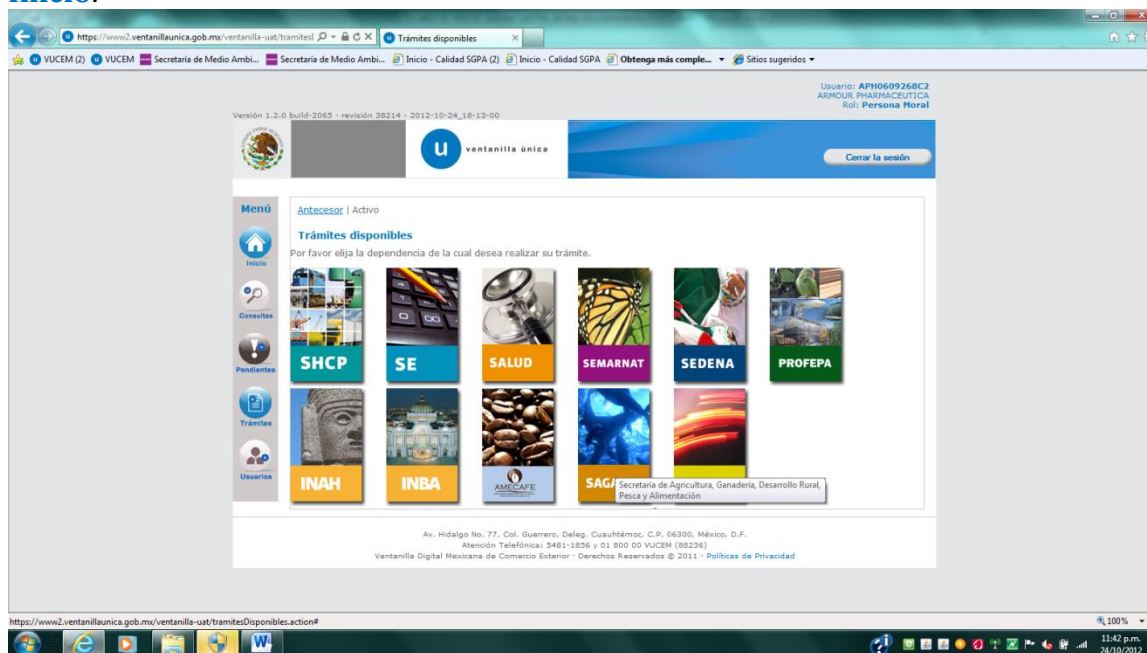 Inicio.
https://www2.ventanillaunica.gob.mx/ventanilla-uat/tramitesI
Trámites disponibles
VUCEM (2) VUCEM Secretaría de Medio Ambi... Secretaría de Medio Ambi... Inicio - Calidad SGPA (2) Inicio - Calidad SGPA Obtenga más comple... Sitios sugeridos
Usuario: APH0609268C2
ARMOUR PHARMACEUTICA
Rol: Persona Moral
Versión 1.2.0 build-2065 - revisión 38214 - 2012-10-24_18-13-00
u ventanilla única
Cerrar la sesión
Menú
Inicio
Consultas
Pendientes
Trámites
Usuarios
Antecesor | Activo
Trámites disponibles
Por favor elija la dependencia de la cual desea realizar su trámite.
SHCP SE SALUD SEMARNAT SEDENA PROFEPA
INAH INBA AMECAFE SAGA
Secretaría de Agricultura, Ganadería, Desarrollo Rural,
Pesca y Alimentación
Av. Hidalgo No. 77, Col. Guerrero, Deleg. Cuauhtémoc, C.P. 06300, México, D.F.
Atención Telefónica: 5481-1856 y 01 800 00 VUCEM (88236)
Ventanilla Digital Mexicana de Comercio Exterior - Derechos Reservados © 2011 - Políticas de Privacidad
https://www2.ventanillaunica.gob.mx/ventanilla-uat/tramitesDisponibles.action#
100%
11:42 p.m.
24/10/2012